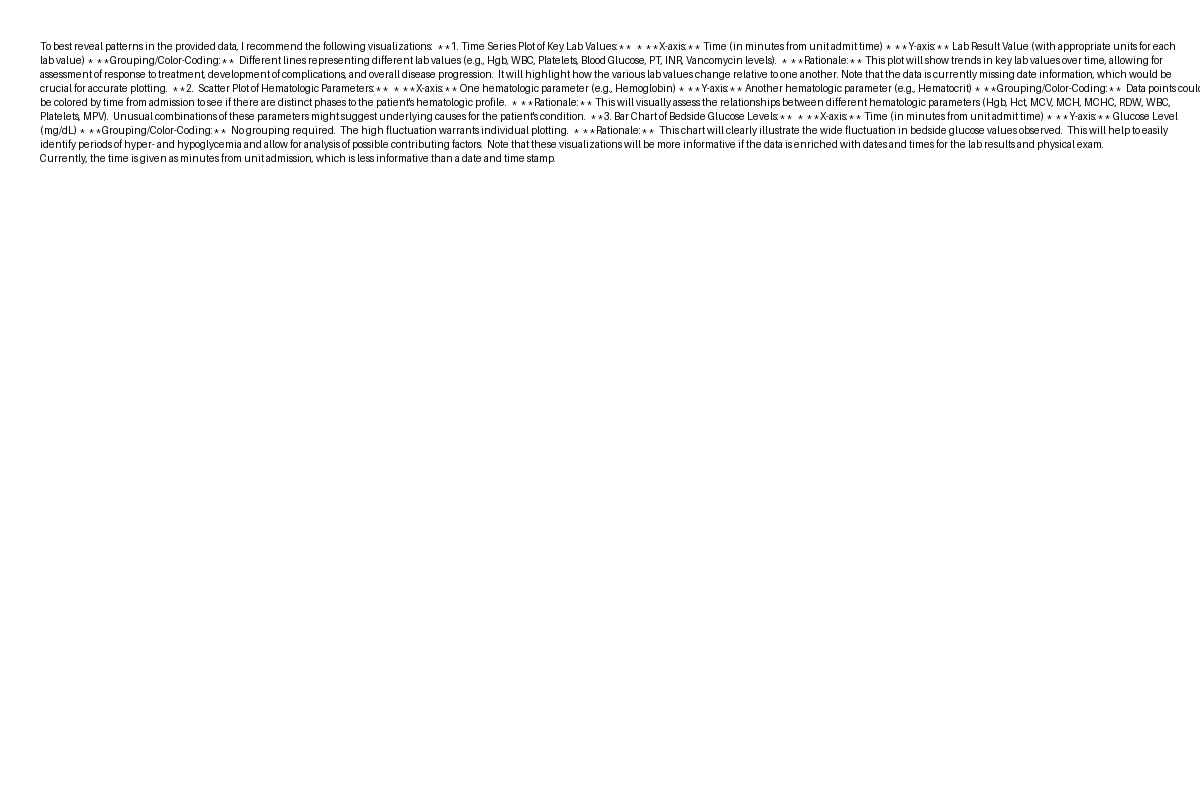 To best reveal patterns in the provided data, I recommend the following visualizations:  **1. Time Series Plot of Key Lab Values:**  * **X-axis:** Time (in minutes from unit admit time) * **Y-axis:** Lab Result Value (with appropriate units for each
lab value) * **Grouping/Color-Coding:**  Different lines representing different lab values (e.g., Hgb, WBC, Platelets, Blood Glucose, PT, INR, Vancomycin levels).  * **Rationale:** This plot will show trends in key lab values over time, allowing for
assessment of response to treatment, development of complications, and overall disease progression.  It will highlight how the various lab values change relative to one another. Note that the data is currently missing date information, which would be
crucial for accurate plotting.  **2.  Scatter Plot of Hematologic Parameters:**  * **X-axis:** One hematologic parameter (e.g., Hemoglobin) * **Y-axis:** Another hematologic parameter (e.g., Hematocrit) * **Grouping/Color-Coding:**  Data points could
be colored by time from admission to see if there are distinct phases to the patient's hematologic profile.  * **Rationale:** This will visually assess the relationships between different hematologic parameters (Hgb, Hct, MCV, MCH, MCHC, RDW, WBC,
Platelets, MPV).  Unusual combinations of these parameters might suggest underlying causes for the patient's condition.  **3. Bar Chart of Bedside Glucose Levels:**  * **X-axis:** Time (in minutes from unit admit time) * **Y-axis:** Glucose Level
(mg/dL) * **Grouping/Color-Coding:**  No grouping required.  The high fluctuation warrants individual plotting.  * **Rationale:**  This chart will clearly illustrate the wide fluctuation in bedside glucose values observed.  This will help to easily
identify periods of hyper- and hypoglycemia and allow for analysis of possible contributing factors.  Note that these visualizations will be more informative if the data is enriched with dates and times for the lab results and physical exam.
Currently, the time is given as minutes from unit admission, which is less informative than a date and time stamp.